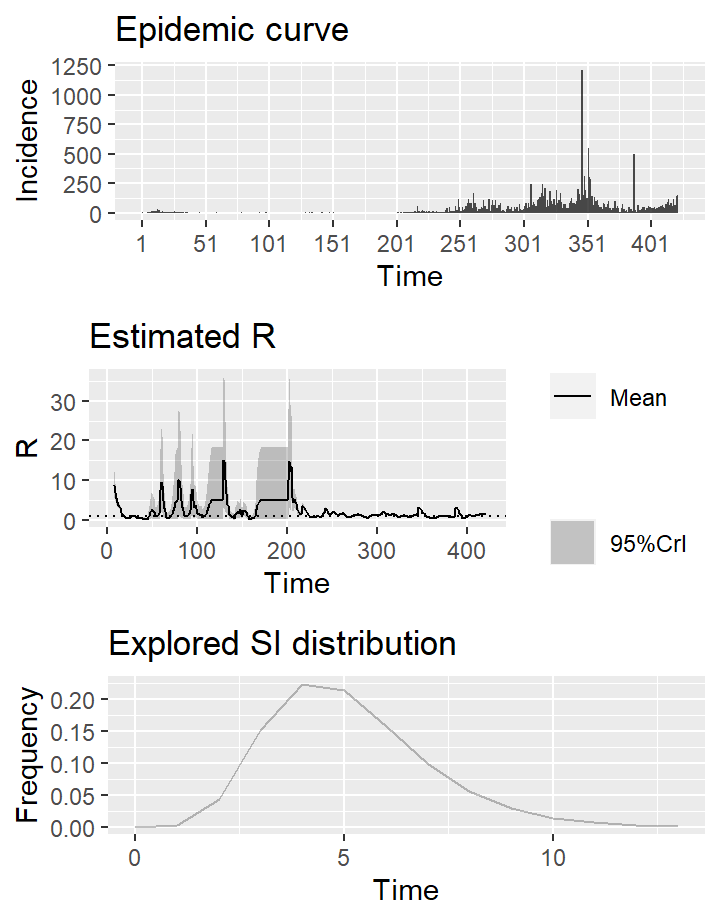 Epidemic curve
Incidence
1250
1000
750
500
250
0
1 51 101 151 201 251 301 351 401
Time
Estimated R
R
30
20
10
0
0 100 200 300 400
Time
Mean
95%CrI
Explored SI distribution
Frequency
0.20
0.15
0.10
0.05
0.00
0 5 10
Time